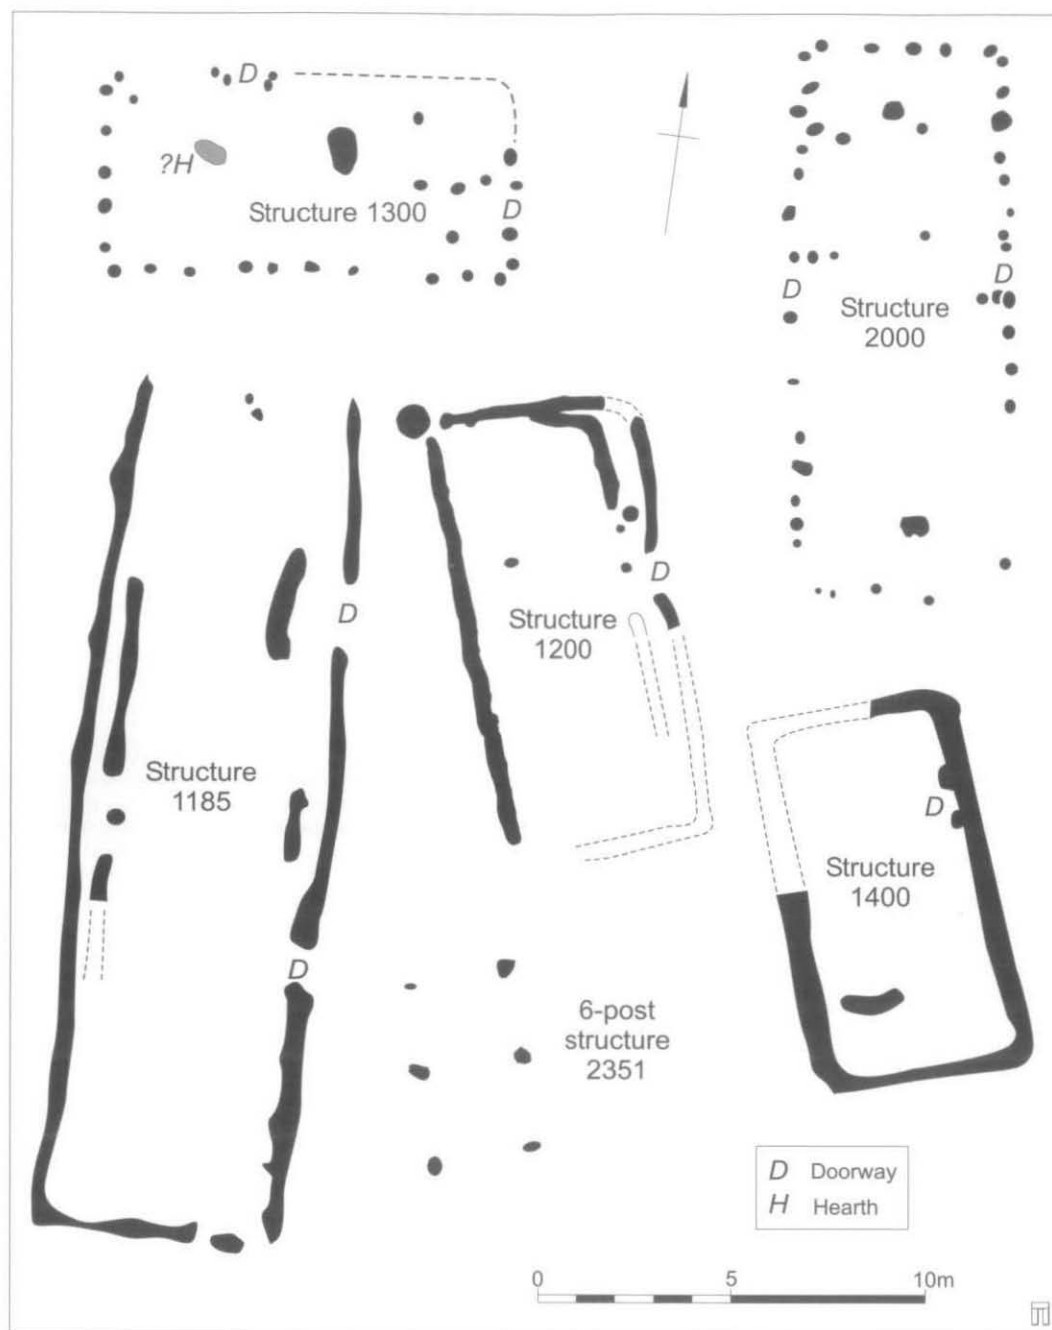 D
?H
Structure 1300
D
D
D
Structure
2000
D
D
Structure
1200
Structure
1185
D
Structure
1400
D
6-post
structure
2351
D Doorway
H Hearth
0 5 10m